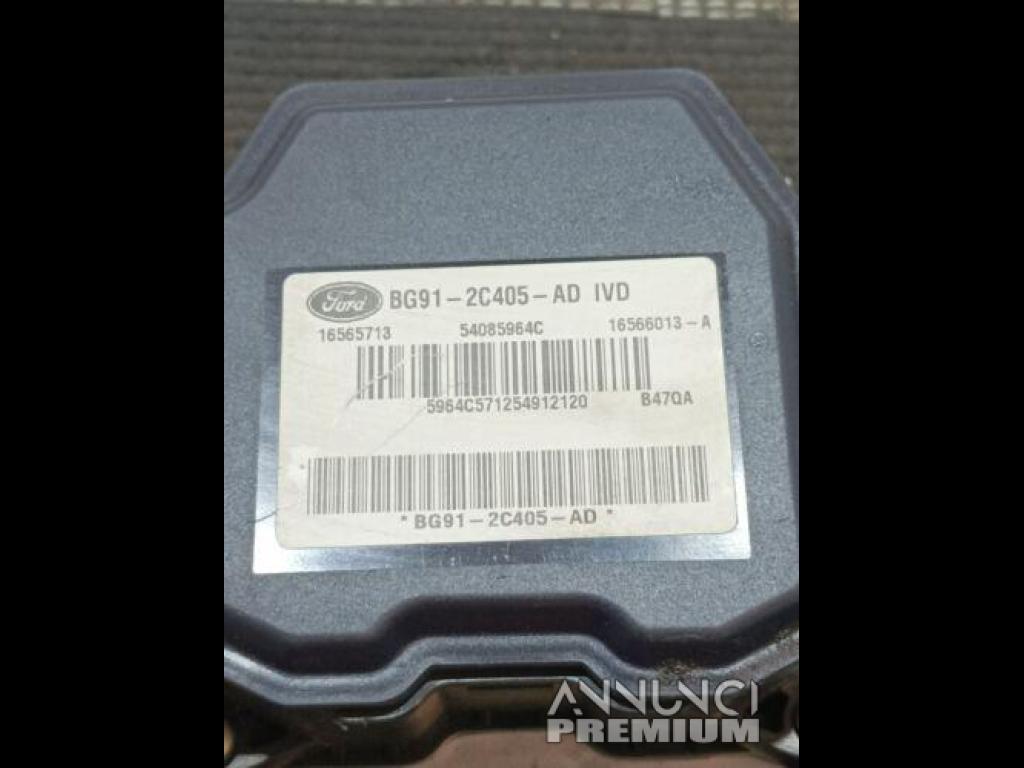 Ford BG91-2C405-AD IVD
16565713 54085964C 16566013-A
5964C571254912120 B47QA
*BG91-2C405-AD*
ANNUNCI
PREMIUM